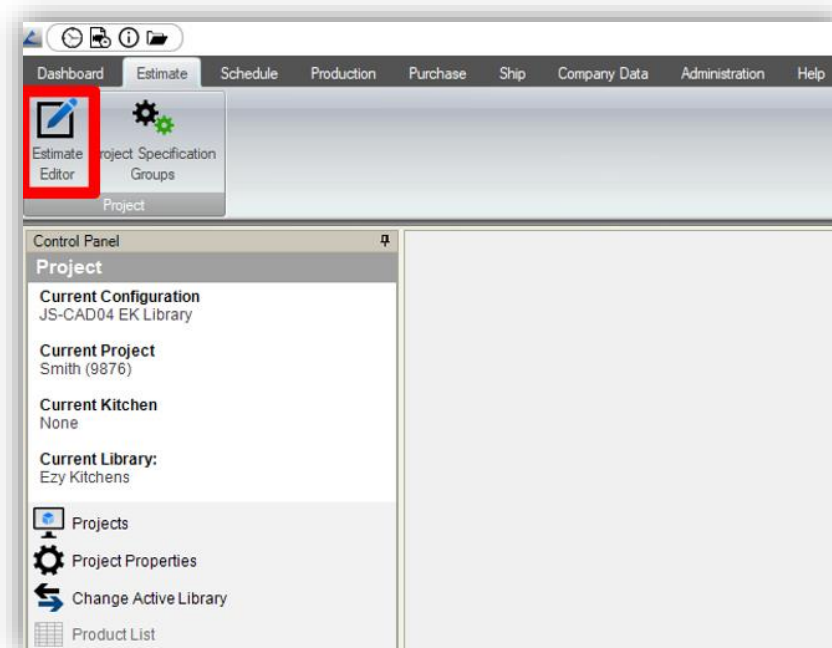 Dashboard Estimate Schedule Production Purchase Ship Company Data Administration Help
Estimate Editor
roject Specification Groups
Project
Control Panel
Project
Current Configuration
JS-CAD04 EK Library
Current Project
Smith (9876)
Current Kitchen
None
Current Library:
Ezy Kitchens
Projects
Project Properties
Change Active Library
Product List